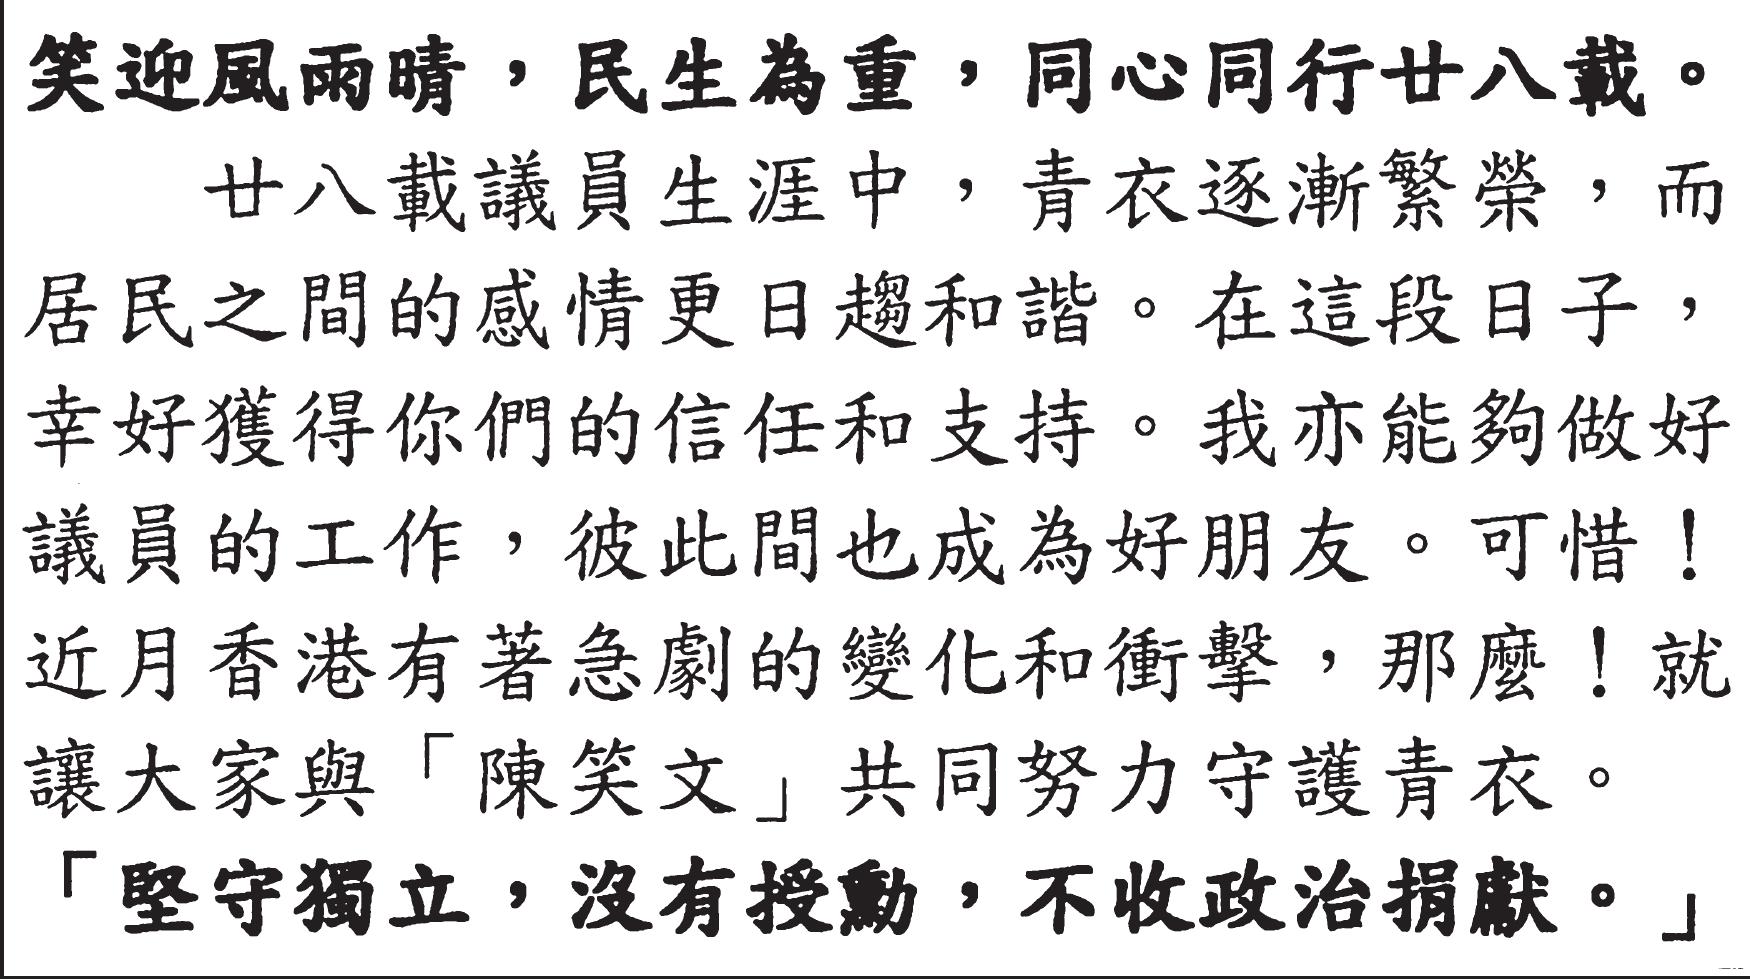 笑迎風雨晴，民生為重，同心同行廿八載。
廿八載議員生涯中，青衣逐漸繁榮，而
居民之間的感情更日趨和諧。在這段日子，
幸好獲得你們的信任和支持。我亦能夠做好
議員的工作，彼此間也成為好朋友。可惜！
近月香港有著急劇的變化和衝擊，那麼！就
讓大家與「陳笑文」共同努力守護青衣。
「堅守獨立，沒有授勳，不收政治捐獻。」